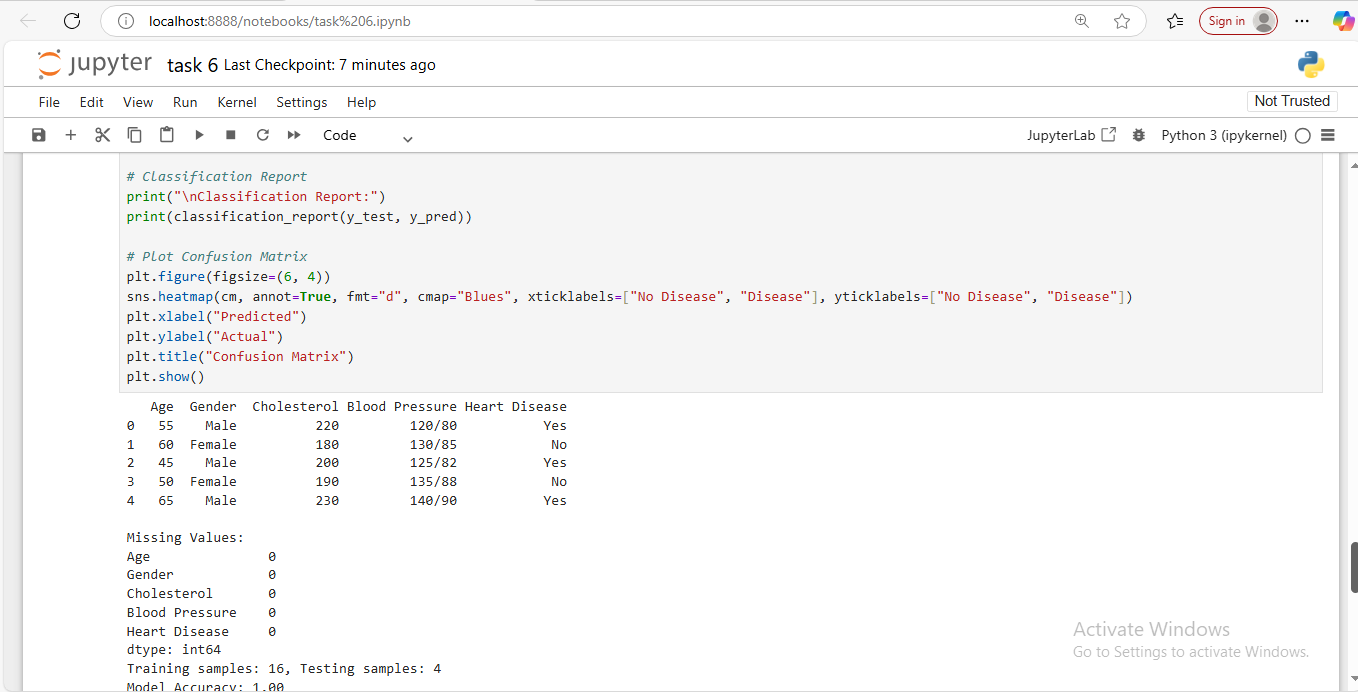 localhost:8888/notebooks/task%206.ipynb
Sign in
jupyter task 6 Last Checkpoint: 7 minutes ago
File Edit View Run Kernel Settings Help
Not Trusted
Code
JupyterLab
Python 3 (ipykernel)
# Classification Report
print("\nClassification Report:")
print(classification_report(y_test, y_pred))
# Plot Confusion Matrix
plt.figure(figsize=(6, 4))
sns.heatmap(cm, annot=True, fmt="d", cmap="Blues", xticklabels=["No Disease", "Disease"], yticklabels=["No Disease", "Disease"])
plt.xlabel("Predicted")
plt.ylabel("Actual")
plt.title("Confusion Matrix")
plt.show()
Age Gender Cholesterol Blood Pressure Heart Disease
0 55 Male 220 120/80 Yes
1 60 Female 180 130/85 No
2 45 Male 200 125/82 Yes
3 50 Female 190 135/88 No
4 65 Male 230 140/90 Yes
Missing Values:
Age 0
Gender 0
Cholesterol 0
Blood Pressure 0
Heart Disease 0
dtype: int64
Training samples: 16, Testing samples: 4
Model Accuracy: 1.00
Activate Windows
Go to Settings to activate Windows.